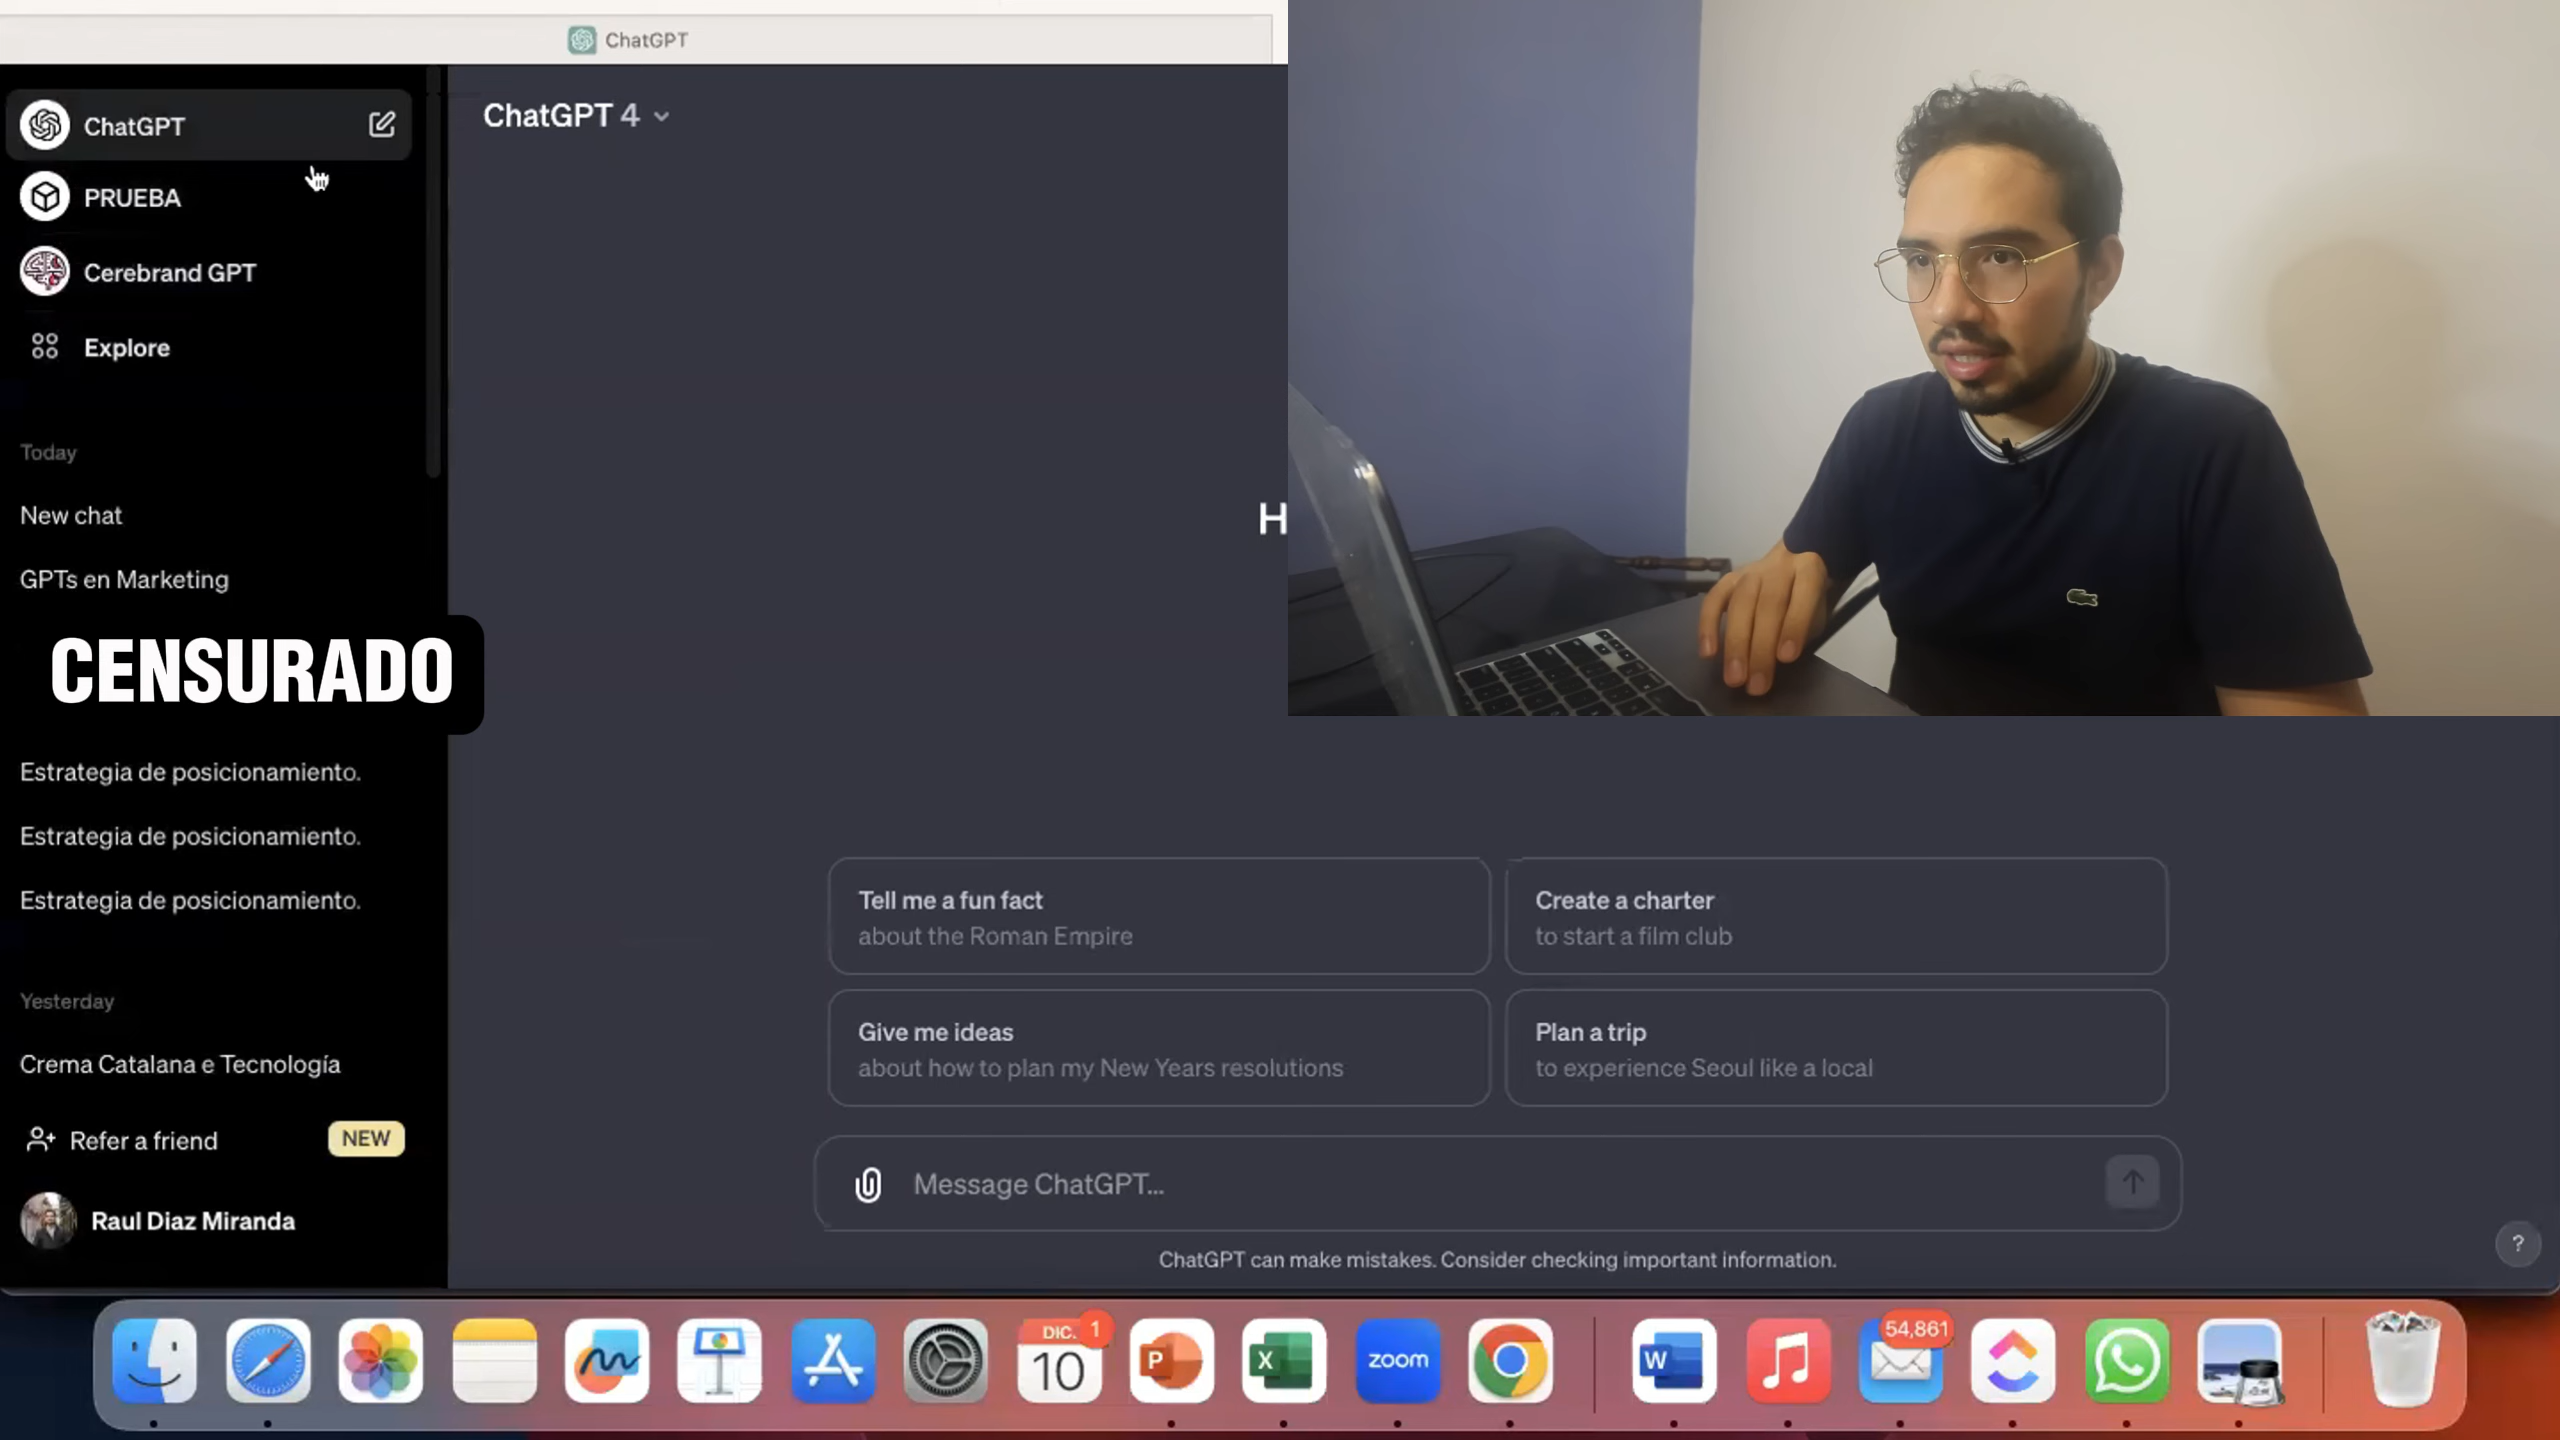 ChatGPT
ChatGPT
PRUEBA
Cerebrand GPT
Explore
Today
New chat
GPTs en Marketing
CENSURADO
Estrategia de posicionamiento.
Estrategia de posicionamiento.
Estrategia de posicionamiento.
Yesterday
Crema Catalana e Tecnología
Refer a friend
NEW
Raul Diaz Miranda
ChatGPT 4
H
Tell me a fun fact
about the Roman Empire
Create a charter
to start a film club
Give me ideas
about how to plan my New Years resolutions
Plan a trip
to experience Seoul like a local
Message ChatGPT...
ChatGPT can make mistakes. Consider checking important information.
?
DIC.
1
10
P
X
zoom
W
54,861